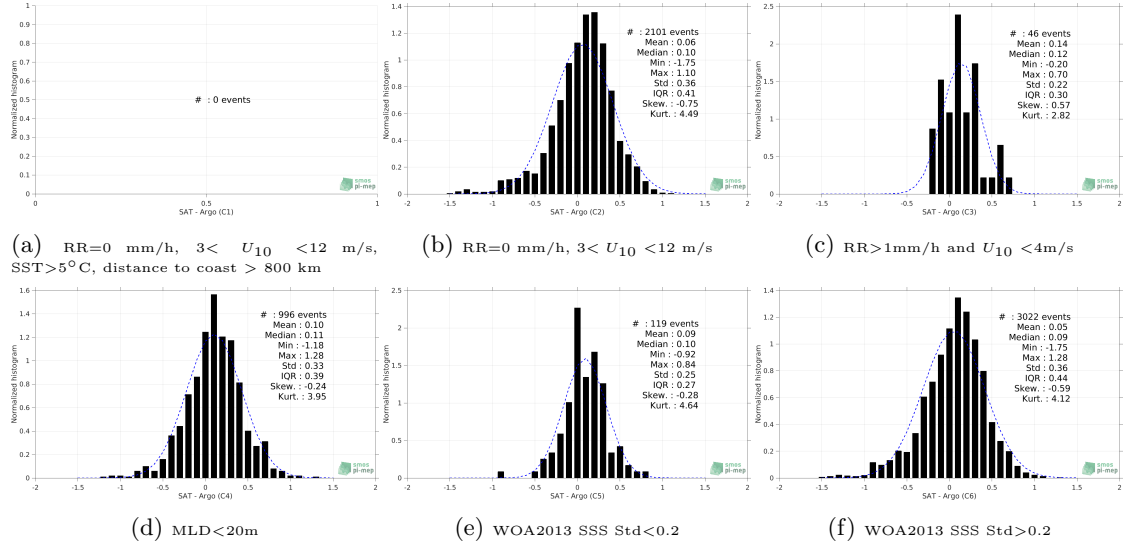 1
0.9
0.8
0.7
0.6
0.5
0.4
0.3
0.2
0.1
0
Normalized histogram
# : 0 events
smos
pi-mep
0 0.5 1
SAT - Argo (C1)
(a) RR=0 mm/h, 3< U10 <12 m/s,
SST>5°C, distance to coast > 800 km
1.4
1.2
1
0.8
0.6
0.4
0.2
0
Normalized histogram
# : 2101 events
Mean : 0.06
Median : 0.10
Min : -1.75
Max : 1.10
Std : 0.36
IQR : 0.41
Skew. : -0.75
Kurt. : 4.49
smos
pi-mep
-2 -1.5 -1 -0.5 0 0.5 1 1.5 2
SAT - Argo (C2)
(b) RR=0 mm/h, 3< U10 <12 m/s
2.5
2
1.5
1
0.5
0
Normalized histogram
# : 46 events
Mean : 0.14
Median : 0.12
Min : -0.20
Max : 0.70
Std : 0.22
IQR : 0.30
Skew. : 0.57
Kurt. : 2.82
smos
pi-mep
-2 -1.5 -1 -0.5 0 0.5 1 1.5 2
SAT - Argo (C3)
(c) RR>1mm/h and U10 <4m/s
1.6
1.4
1.2
1
0.8
0.6
0.4
0.2
0
Normalized histogram
# : 996 events
Mean : 0.10
Median : 0.11
Min : -1.18
Max : 1.28
Std : 0.33
IQR : 0.39
Skew. : -0.24
Kurt. : 3.95
smos
pi-mep
-2 -1.5 -1 -0.5 0 0.5 1 1.5 2
SAT - Argo (C4)
(d) MLD<20m
2.5
2
1.5
1
0.5
0
Normalized histogram
# : 119 events
Mean : 0.09
Median : 0.10
Min : -0.92
Max : 0.84
Std : 0.25
IQR : 0.27
Skew. : -0.28
Kurt. : 4.64
smos
pi-mep
-2 -1.5 -1 -0.5 0 0.5 1 1.5 2
SAT - Argo (C5)
(e) WOA2013 SSS Std<0.2
1.4
1.2
1
0.8
0.6
0.4
0.2
0
Normalized histogram
# : 3022 events
Mean : 0.05
Median : 0.09
Min : -1.75
Max : 1.28
Std : 0.36
IQR : 0.44
Skew. : -0.59
Kurt. : 4.12
smos
pi-mep
-2 -1.5 -1 -0.5 0 0.5 1 1.5 2
SAT - Argo (C6)
(f) WOA2013 SSS Std>0.2